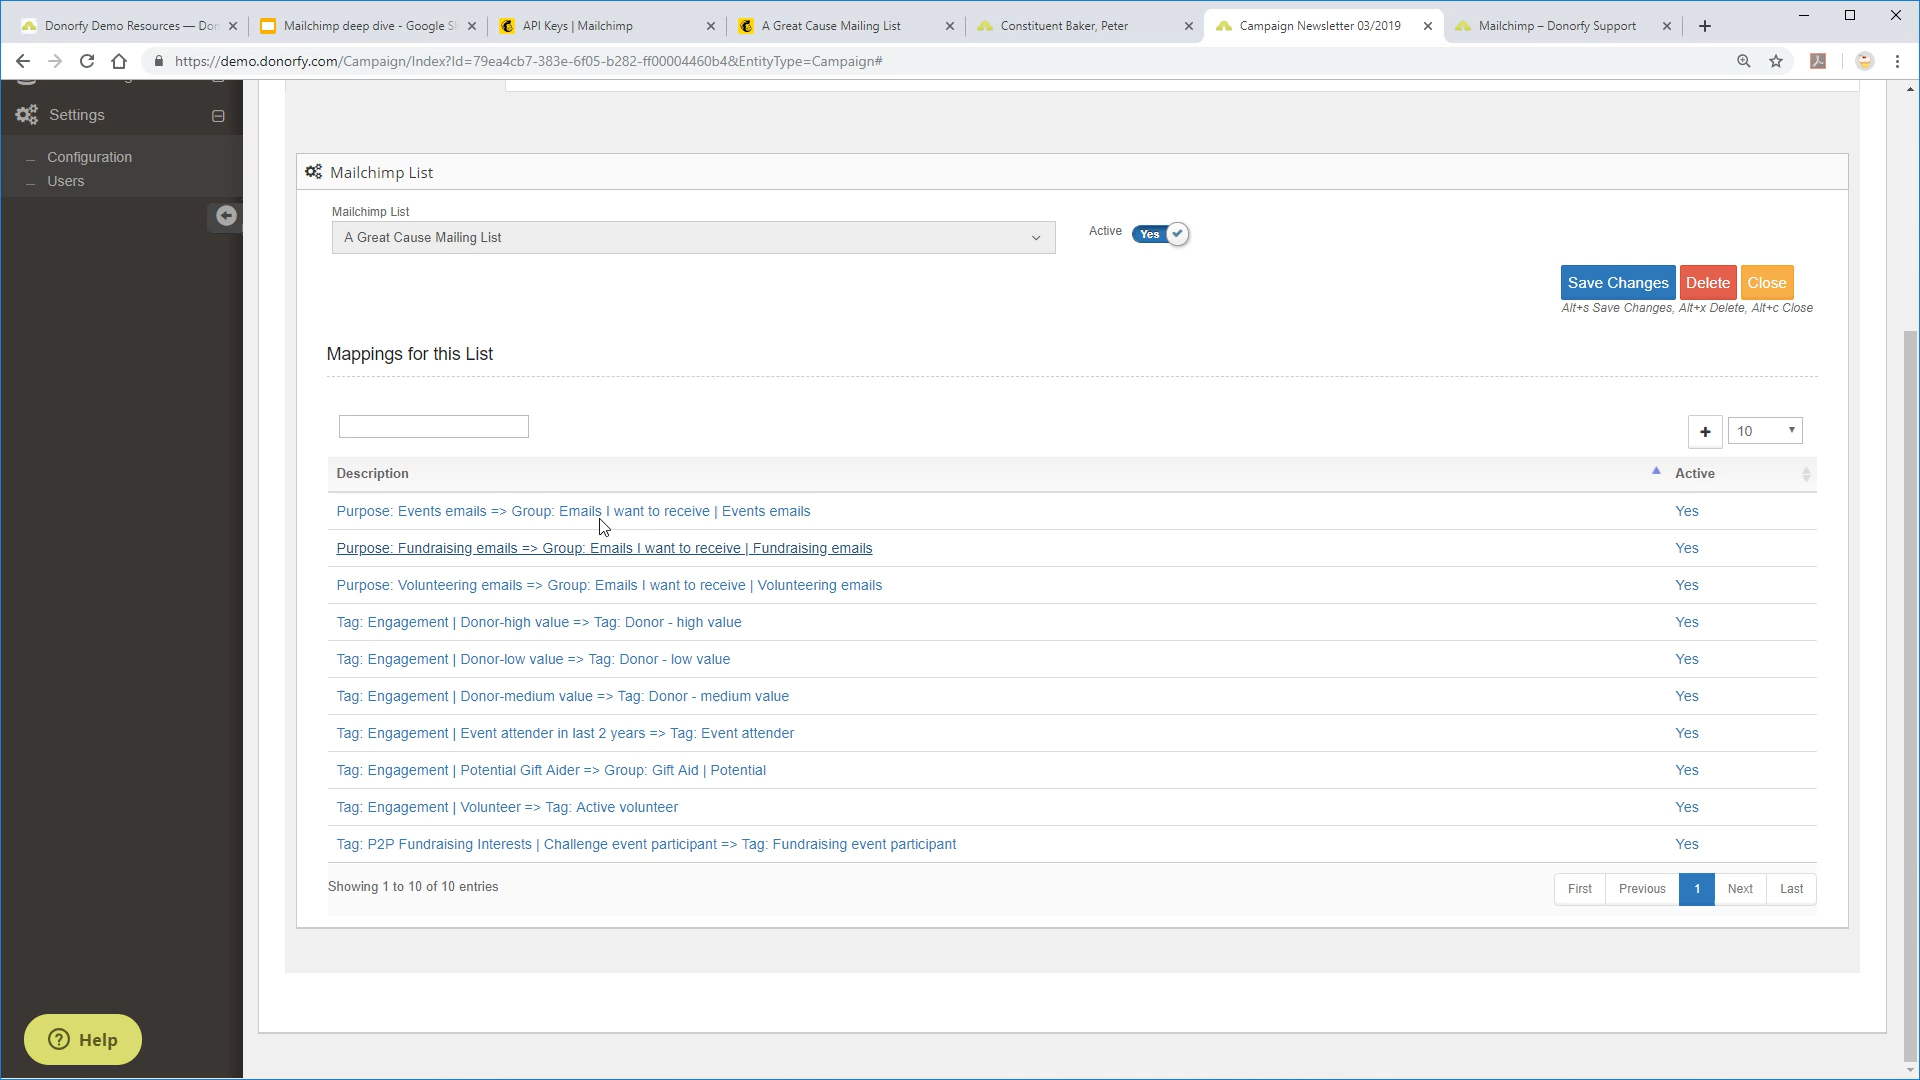 Donorfy Demo Resources — Don
Mailchimp deep dive - Google Sl
API Keys | Mailchimp
A Great Cause Mailing List
Constituent Baker, Peter
Campaign Newsletter 03/2019
Mailchimp – Donorfy Support
https://demo.donorfy.com/Campaign/Index?Id=79ea4cb7-383e-6f05-b282-ff00004460b4&EntityType=Campaign#
Settings
Configuration
Users
Mailchimp List
Mailchimp List
A Great Cause Mailing List
Active
Yes
Save Changes
Delete
Close
Alt+s Save Changes, Alt+x Delete, Alt+c Close
Mappings for this List
10
Description
Active
Purpose: Events emails => Group: Emails I want to receive | Events emails
Yes
Purpose: Fundraising emails => Group: Emails I want to receive | Fundraising emails
Yes
Purpose: Volunteering emails => Group: Emails I want to receive | Volunteering emails
Yes
Tag: Engagement | Donor-high value => Tag: Donor - high value
Yes
Tag: Engagement | Donor-low value => Tag: Donor - low value
Yes
Tag: Engagement | Donor-medium value => Tag: Donor - medium value
Yes
Tag: Engagement | Event attender in last 2 years => Tag: Event attender
Yes
Tag: Engagement | Potential Gift Aider => Group: Gift Aid | Potential
Yes
Tag: Engagement | Volunteer => Tag: Active volunteer
Yes
Tag: P2P Fundraising Interests | Challenge event participant => Tag: Fundraising event participant
Yes
Showing 1 to 10 of 10 entries
First
Previous
1
Next
Last
Help